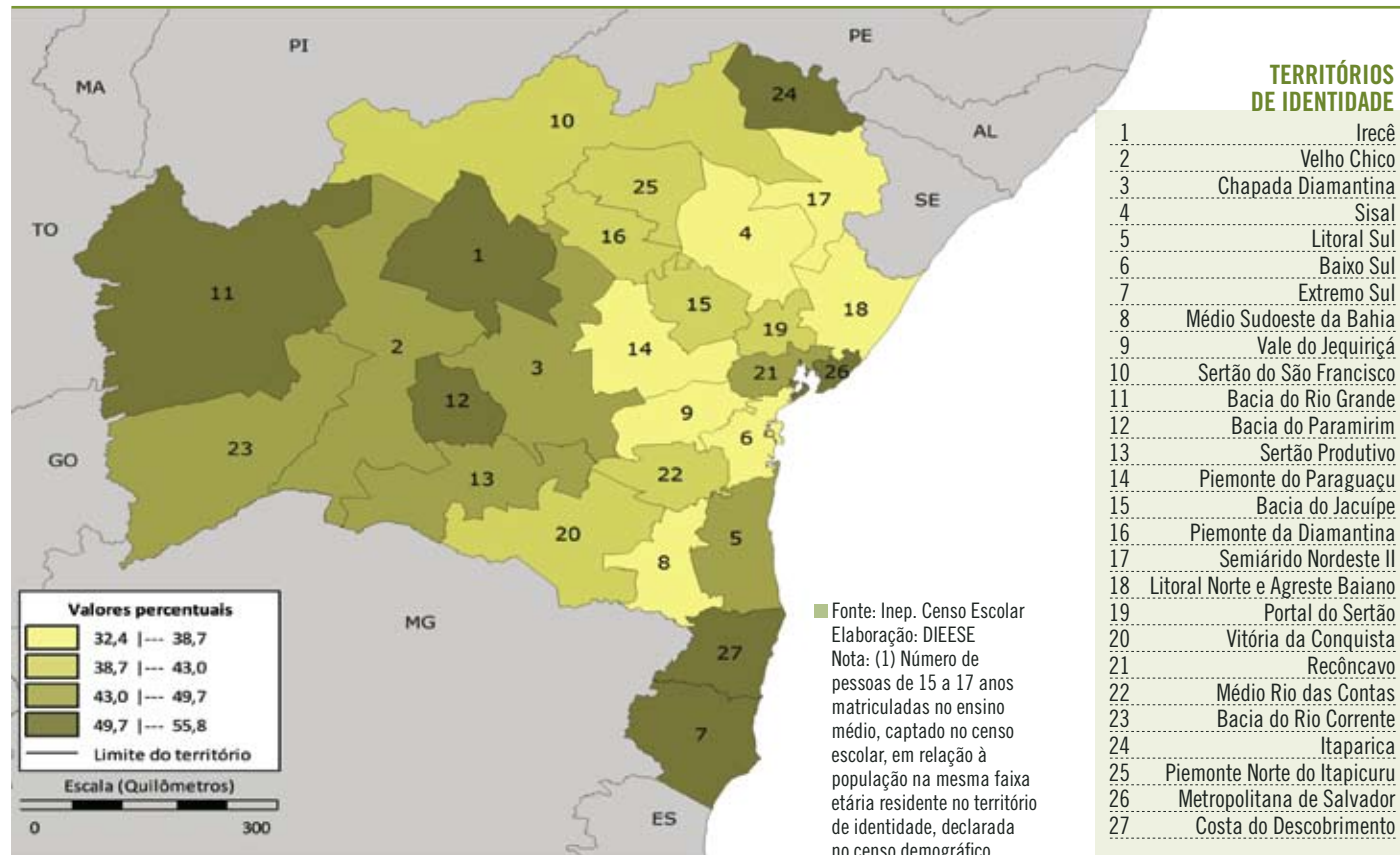 PI
PE
MA
24
10
AL
25
17
SE
TO
16
4
1
11
15
18
19
2
14
3
21
26
12
9
6
GO
23
22
13
20
5
8
MG
27
7
ES
Valores percentuais
32,4 |--- 38,7
38,7 |--- 43,0
43,0 |--- 49,7
49,7 |--- 55,8
Limite do território
Escala (Quilômetros)
0 300
Fonte: Inep. Censo Escolar
Elaboração: DIEESE
Nota: (1) Número de
pessoas de 15 a 17 anos
matriculadas no ensino
médio, captado no censo
escolar, em relação à
população na mesma faixa
etária residente no território
de identidade, declarada
no censo demográfico
TERRITÓRIOS
DE IDENTIDADE
1 Irecê
2 Velho Chico
3 Chapada Diamantina
4 Sisal
5 Litoral Sul
6 Baixo Sul
7 Extremo Sul
8 Médio Sudoeste da Bahia
9 Vale do Jequiriçá
10 Sertão do São Francisco
11 Bacia do Rio Grande
12 Bacia do Paramirim
13 Sertão Produtivo
14 Piemonte do Paraguaçu
15 Bacia do Jacuípe
16 Piemonte da Diamantina
17 Semiárido Nordeste II
18 Litoral Norte e Agreste Baiano
19 Portal do Sertão
20 Vitória da Conquista
21 Recôncavo
22 Médio Rio das Contas
23 Bacia do Rio Corrente
24 Itaparica
25 Piemonte Norte do Itapicuru
26 Metropolitana de Salvador
27 Costa do Descobrimento